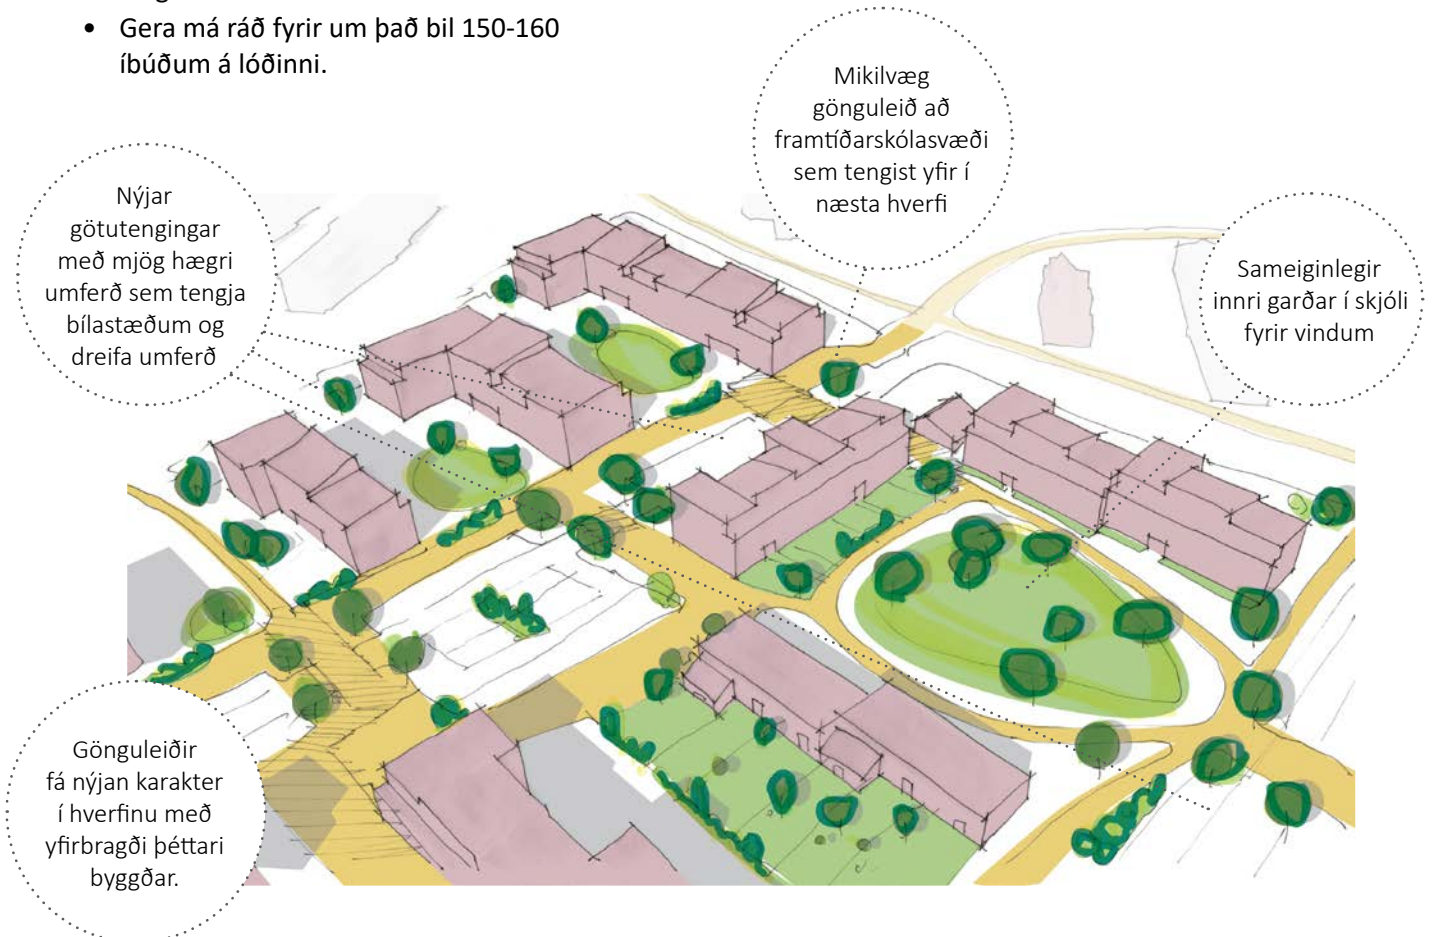 • Gera má ráð fyrir um það bil 150-160
íbúðum á lóðinni.
Mikilvæg
gönguleið að
framtíðarskólasvæði
sem tengist yfir í
næsta hverfi
Nýjar
götutengingar
með mjög hægri
umferð sem tengja
bílastæðum og
dreifa umferð
Sameiginlegir
innri garðar í skjóli
fyrir vindum
Gönguleiðir
fá nýjan karakter
í hverfinu með
yfirbragði þéttari
byggðar.